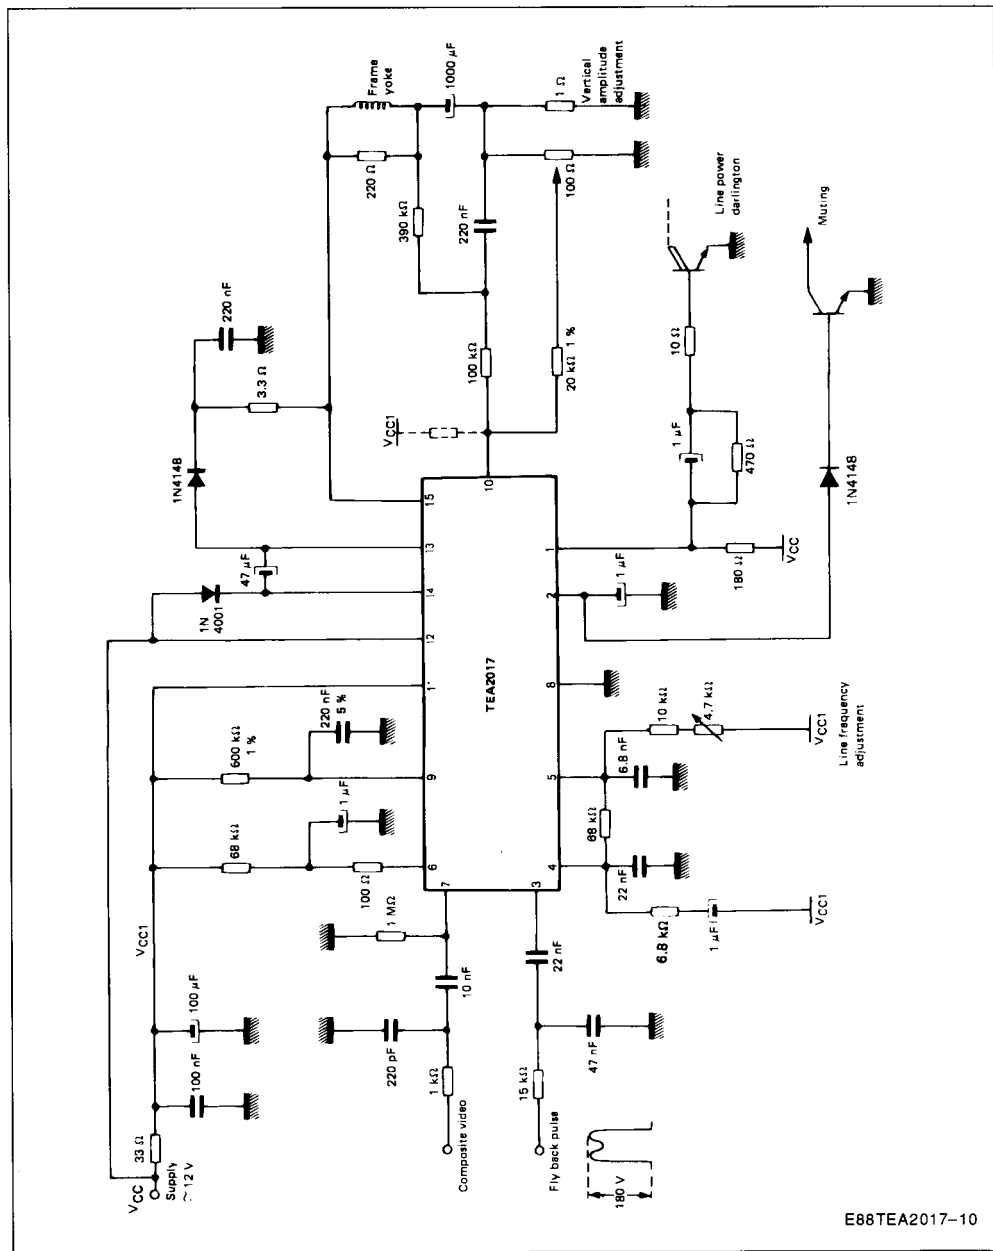 VCC
Supply
~ 12 V
33 Ω
100 nF
100 µF
VCC1
68 kΩ
1 µF
100 Ω
600 kΩ
1 %
220 nF
5 %
1N
4001
47 µF
1N4148
220 nF
3.3 Ω
Frame
yoke
220 Ω
1000 µF
390 kΩ
220 nF
1 Ω
Vertical
amplitude
adjustment
100 Ω
100 kΩ
20 kΩ 1 %
VCC1
6
9
11
12
14
13
15
7
TEA2017
10
3
4
5
8
2
1
Composite video
1 kΩ
220 pF
10 nF
1 MΩ
Fly back pulse
15 kΩ
47 nF
22 nF
180 V
22 nF
6.8 kΩ
1 µF
VCC1
68 kΩ
6.8 nF
10 kΩ
4.7 kΩ
VCC1
Line frequency
adjustment
1 µF
180 Ω
VCC
1 µF
470 Ω
10 Ω
Line power
darlington
1N4148
Muting
E88TEA2017-10